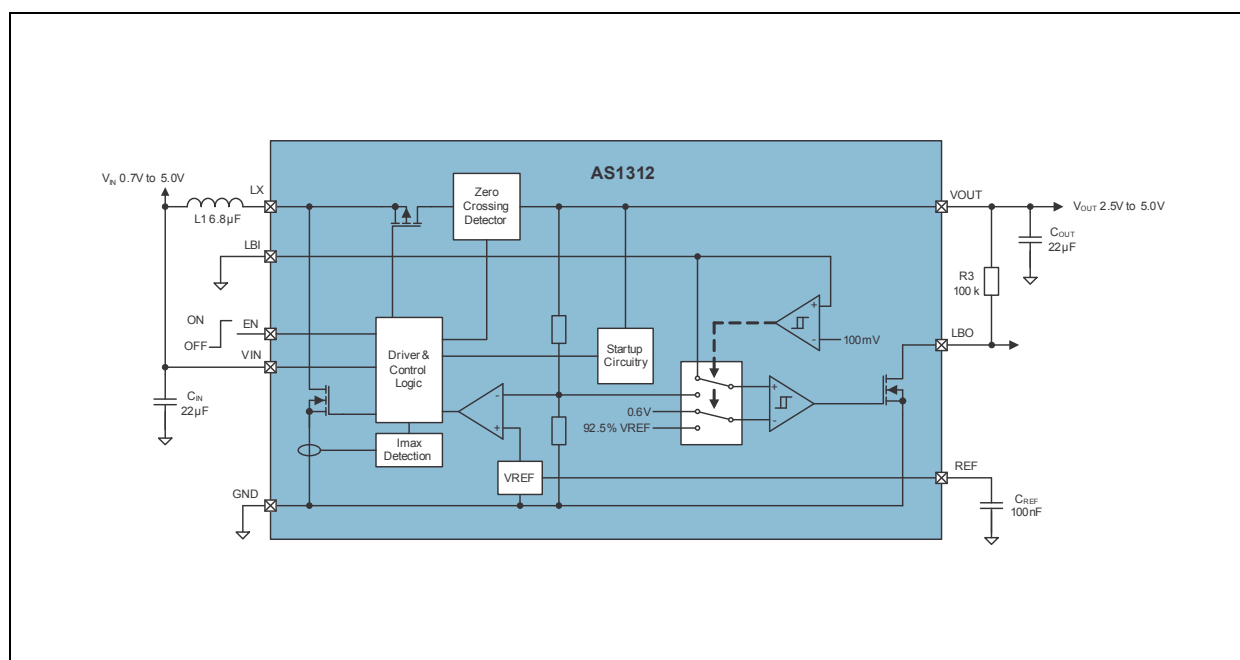 AS1312
VIN 0.7V to 5.0V
LX
L1 6.8µF
Zero
Crossing
Detector
VOUT
VOUT 2.5V to 5.0V
COUT
22µF
LBI
R3
100 k
ON
OFF
EN
VIN
Driver &
Control
Logic
Startup
Circuitry
+
-
100mV
LBO
CIN
22µF
-
+
0.6V
92.5% VREF
+
-
Imax
Detection
VREF
REF
GND
CREF
100nF